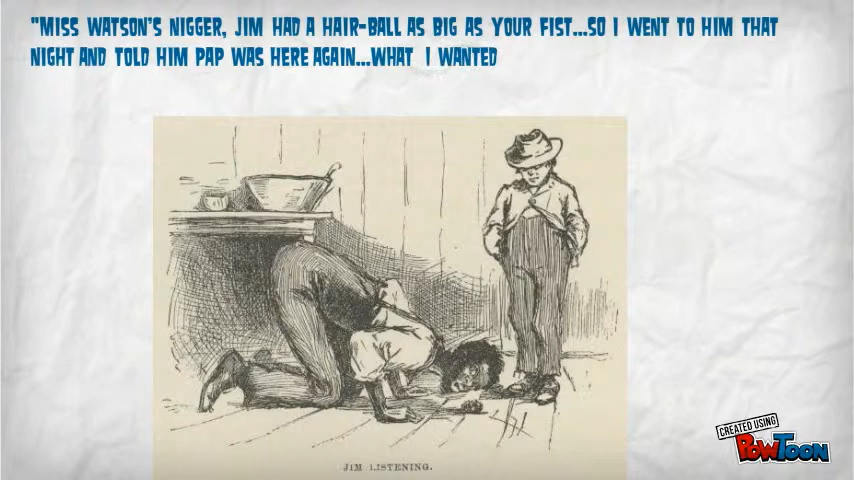 "MISS WATSON'S NIGGER, JIM HAD A HAIR-BALL AS BIG AS YOUR FIST...SO I WENT TO HIM THAT
NIGHT AND TOLD HIM PAP WAS HERE AGAIN...WHAT I WANTED
JIM LISTENING.
CREATED USING
POWTOON